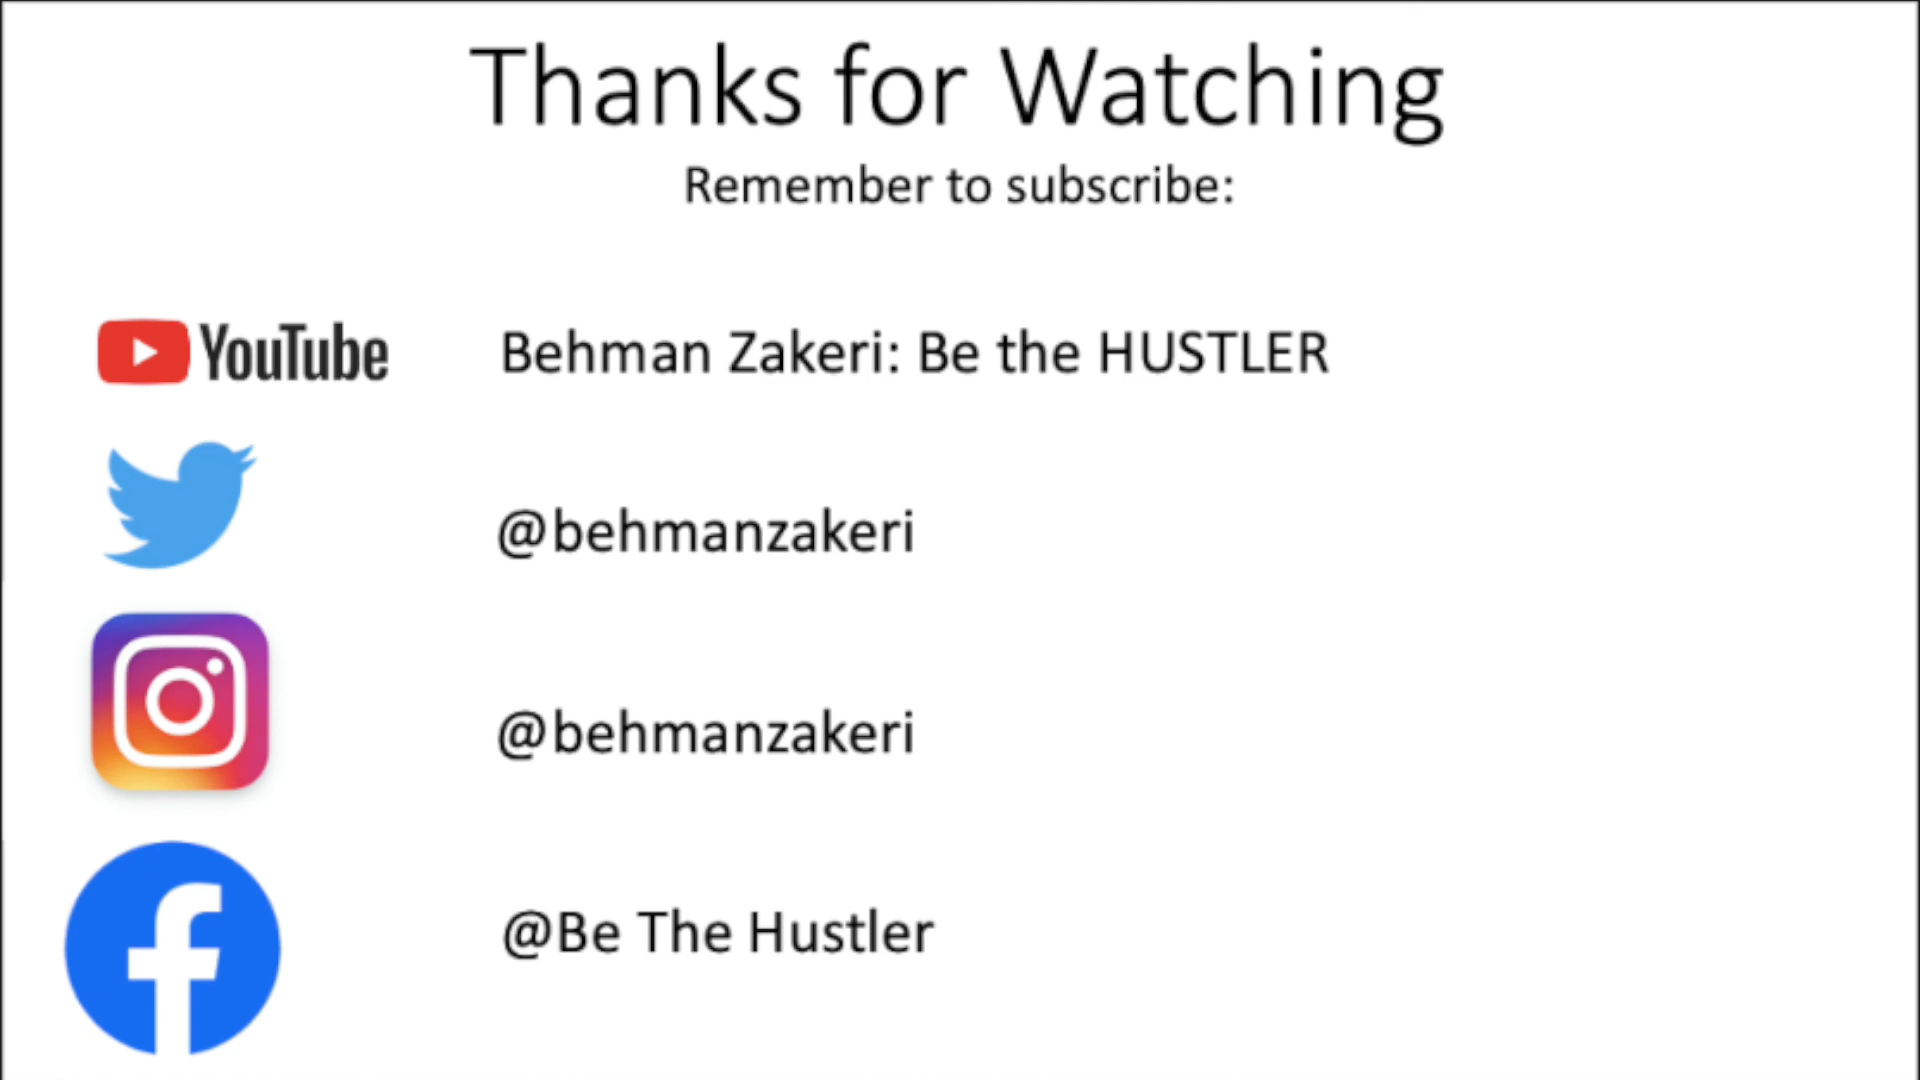 Thanks for Watching
Remember to subscribe:
YouTube Behman Zakeri: Be the HUSTLER
@behmanzakeri
@behmanzakeri
@Be The Hustler